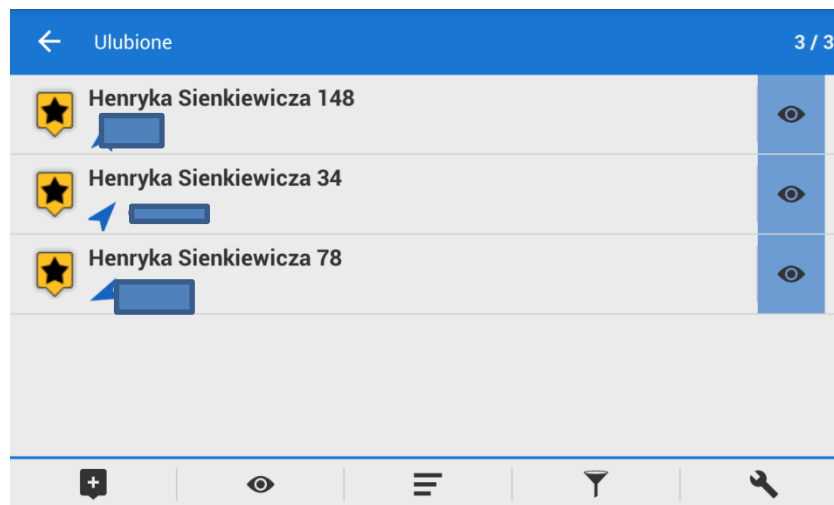 Ulubione
3 / 3
Henryka Sienkiewicza 148
Henryka Sienkiewicza 34
Henryka Sienkiewicza 78